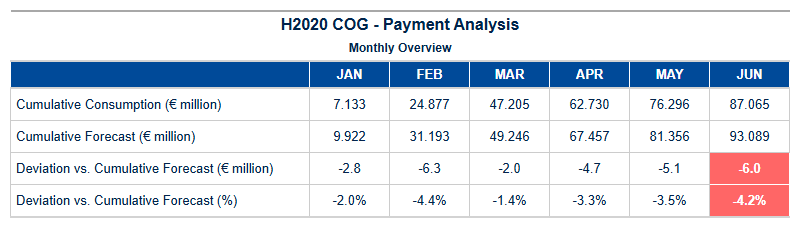 H2020 COG - Payment Analysis
Monthly Overview
JAN FEB MAR APR MAY JUN
Cumulative Consumption (€ million) 7.133 24.877 47.205 62.730 76.296 87.065
Cumulative Forecast (€ million) 9.922 31.193 49.246 67.457 81.356 93.089
Deviation vs. Cumulative Forecast (€ million) -2.8 -6.3 -2.0 -4.7 -5.1 -6.0
Deviation vs. Cumulative Forecast (%) -2.0% -4.4% -1.4% -3.3% -3.5% -4.2%